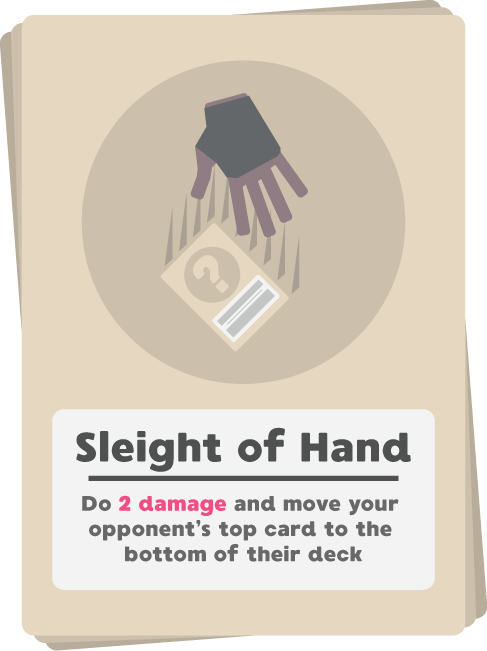 ?
Sleight of Hand
Do 2 damage and move your
opponent's top card to the
bottom of their deck